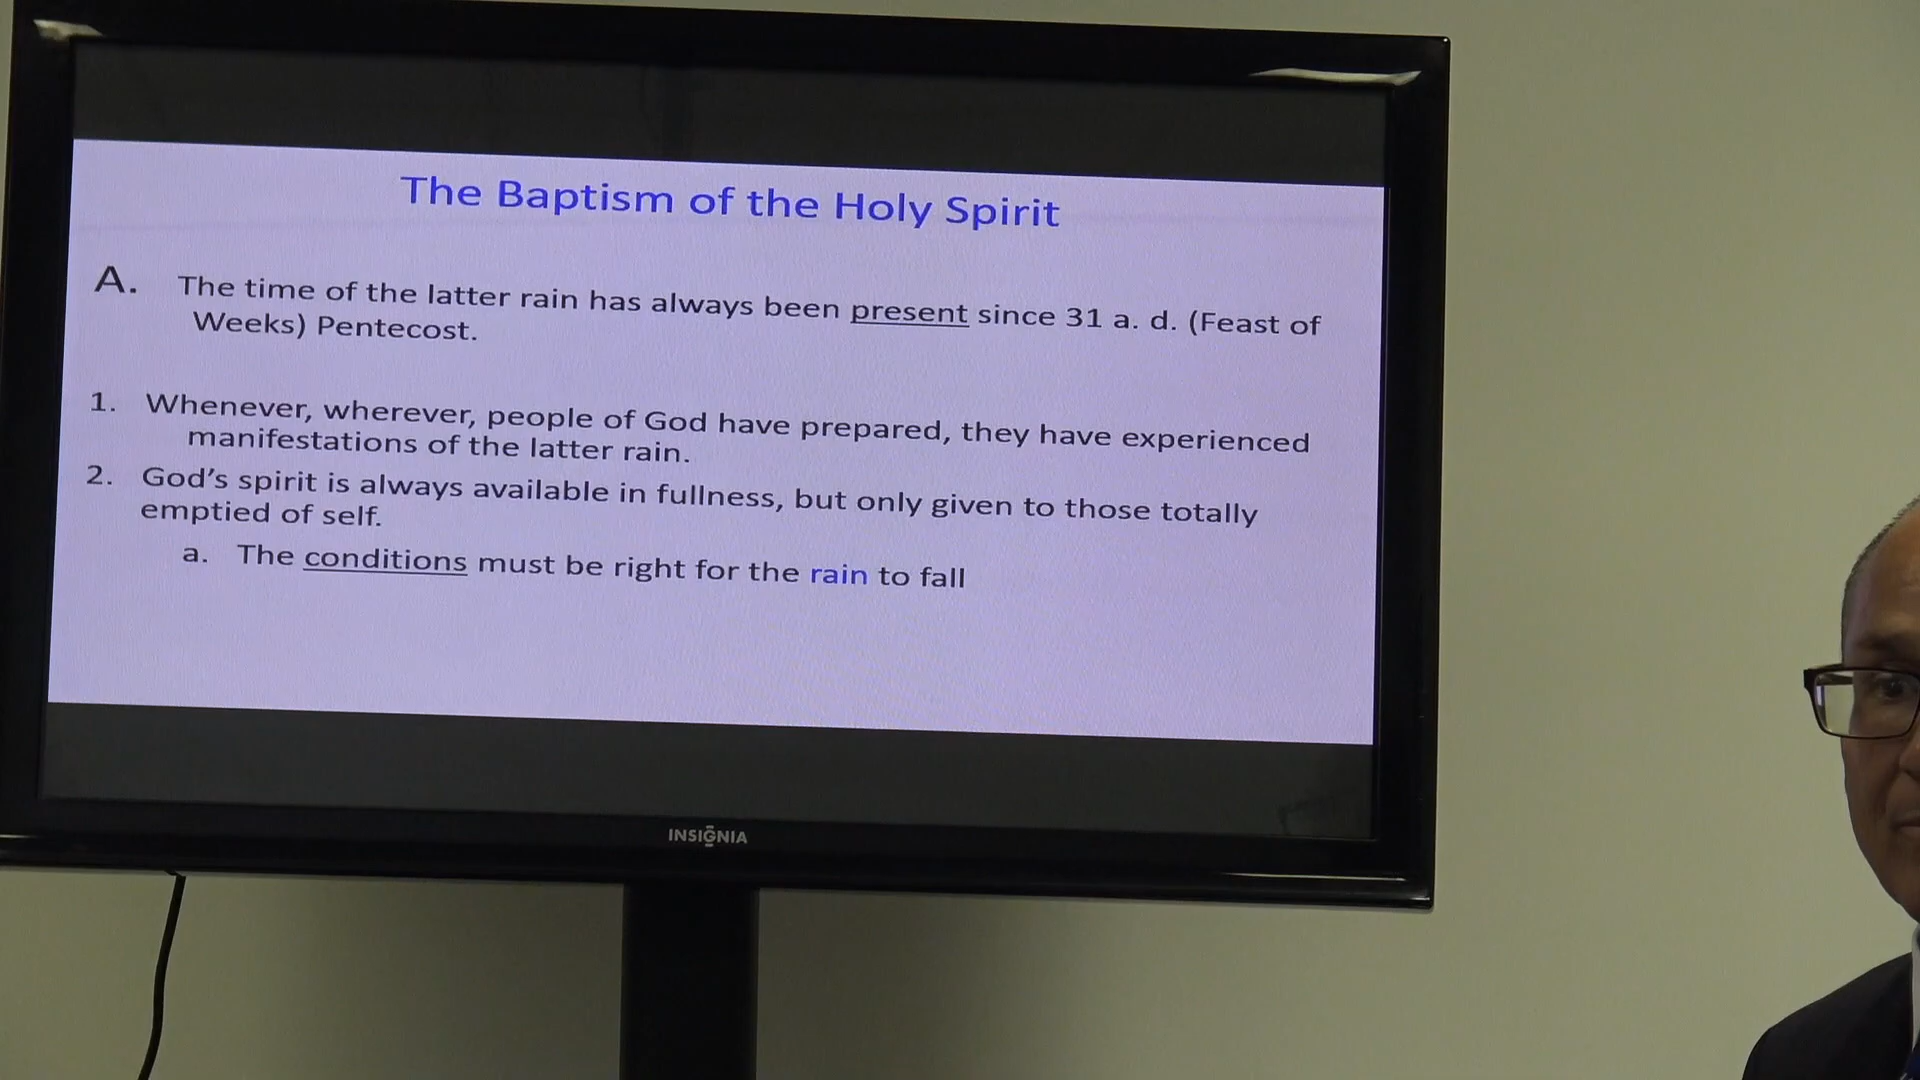 The Baptism of the Holy Spirit
A. The time of the latter rain has always been present since 31 a. d. (Feast of
Weeks) Pentecost.
1. Whenever, wherever, people of God have prepared, they have experienced
manifestations of the latter rain.
2. God's spirit is always available in fullness, but only given to those totally
emptied of self.
a. The conditions must be right for the rain to fall
INSIGNIA